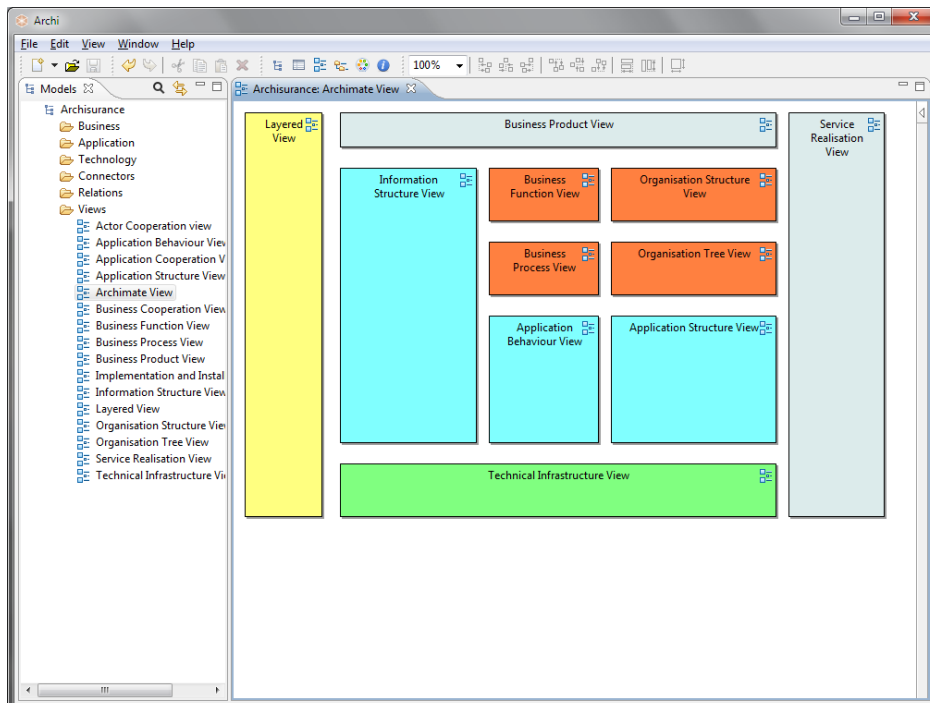 Archi
File Edit View Window Help
100%
Models
Archisurance: Archimate View
Archisurance
Business
Application
Technology
Connectors
Relations
Views
Actor Cooperation view
Application Behaviour View
Application Cooperation V
Application Structure View
Archimate View
Business Cooperation View
Business Function View
Business Process View
Business Product View
Implementation and Instal
Information Structure View
Layered View
Organisation Structure Vie
Organisation Tree View
Service Realisation View
Technical Infrastructure Vi
Layered
View
Business Product View
Service
Realisation
View
Information
Structure View
Business
Function View
Organisation Structure
View
Business
Process View
Organisation Tree View
Application
Behaviour View
Application Structure View
Technical Infrastructure View